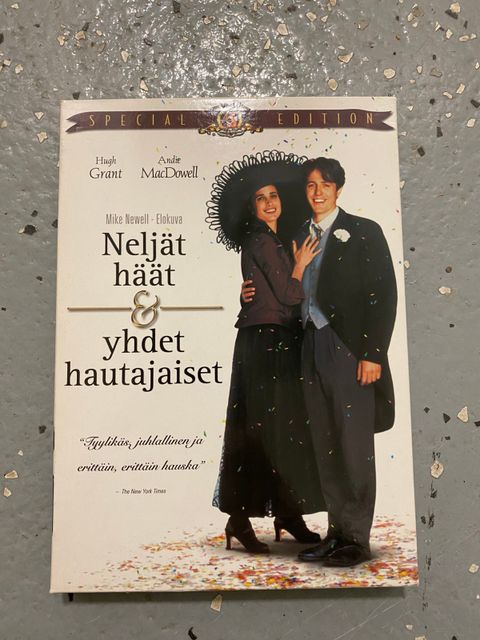 SPECIAL EDITION
Hugh Grant
Andie MacDowell
Mike Newell - Elokuva
Neljät
häät
&
yhdet
hautajaiset
"Tyylikäs, juhlallinen ja
erittäin, erittäin hauska"
– The New York Times